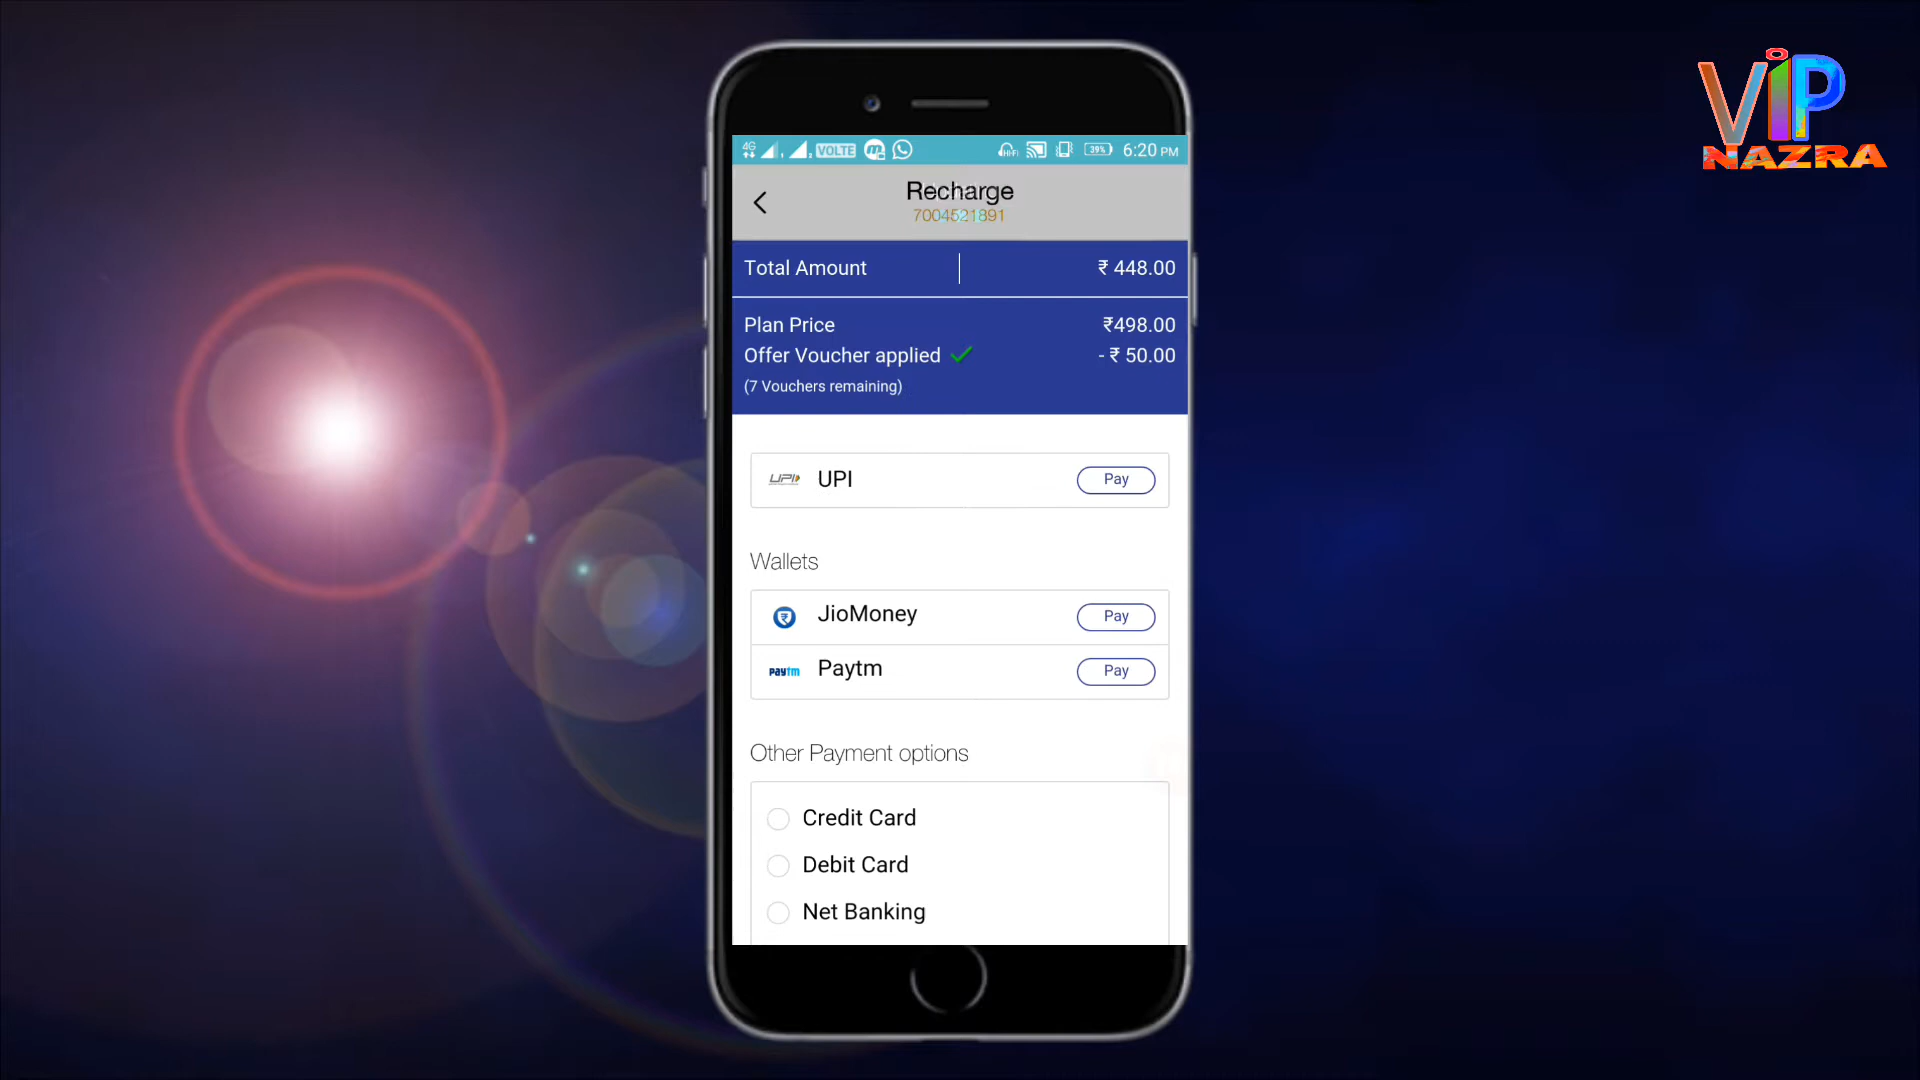 ViP
NAZRA
4G VOLTE 39% 6:20 PM
Recharge
7004521891
Total Amount ₹ 448.00
Plan Price ₹498.00
Offer Voucher applied - ₹ 50.00
(7 Vouchers remaining)
UPI UPI Pay
Wallets
JioMoney Pay
paytm Paytm Pay
Other Payment options
Credit Card
Debit Card
Net Banking